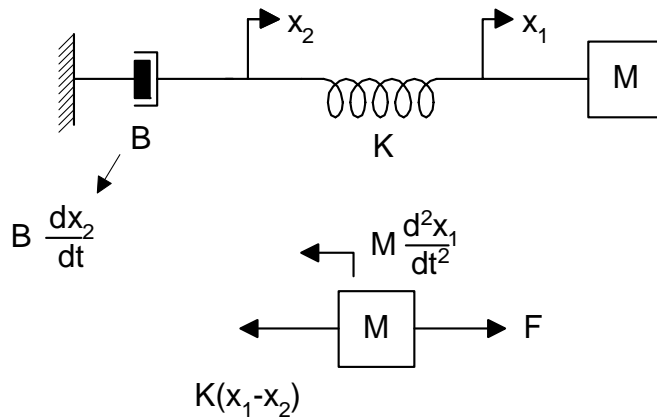 x₂ x₁
M
K
B
B dx₂/dt
M d²x₁/dt²
M F
K(x₁-x₂)